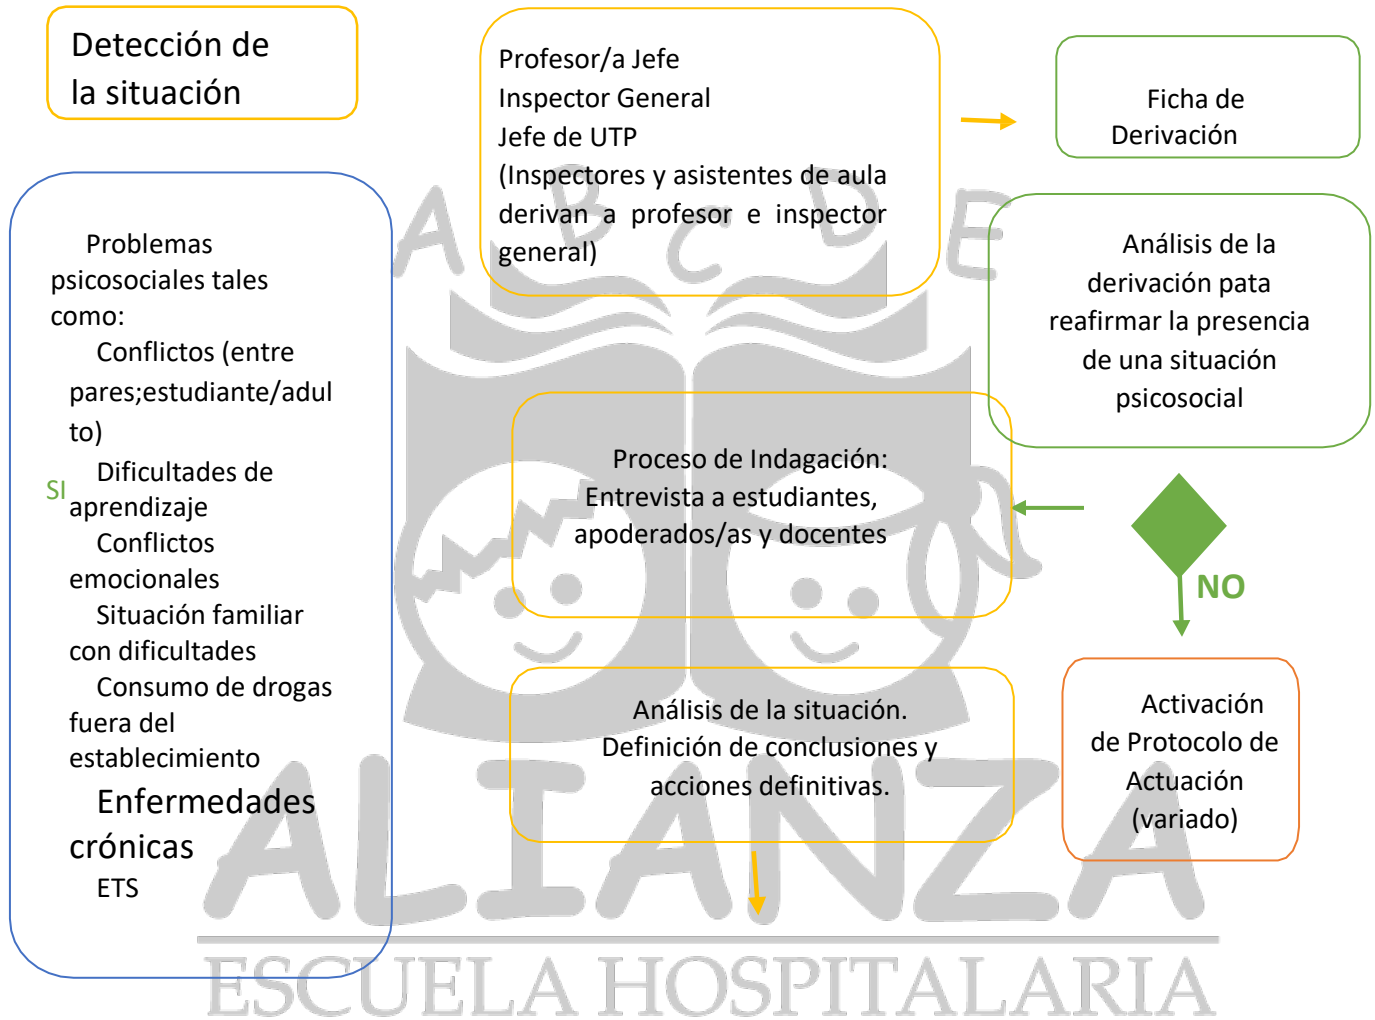 Detección de
la situación
Profesor/a Jefe
Inspector General
Jefe de UTP
(Inspectores y asistentes de aula
derivan a profesor e inspector
general)
Ficha de
Derivación
Problemas
psicosociales tales
como:
Conflictos (entre
pares;estudiante/adul
to)
SI
Dificultades de
aprendizaje
Conflictos
emocionales
Situación familiar
con dificultades
Consumo de drogas
fuera del
establecimiento
Enfermedades
crónicas
ETS
Análisis de la
derivación pata
reafirmar la presencia
de una situación
psicosocial
Proceso de Indagación:
Entrevista a estudiantes,
apoderados/as y docentes
NO
Análisis de la situación.
Definición de conclusiones y
acciones definitivas.
Activación
de Protocolo de
Actuación
(variado)
A B C D E
ALIANZA
ESCUELA HOSPITALARIA